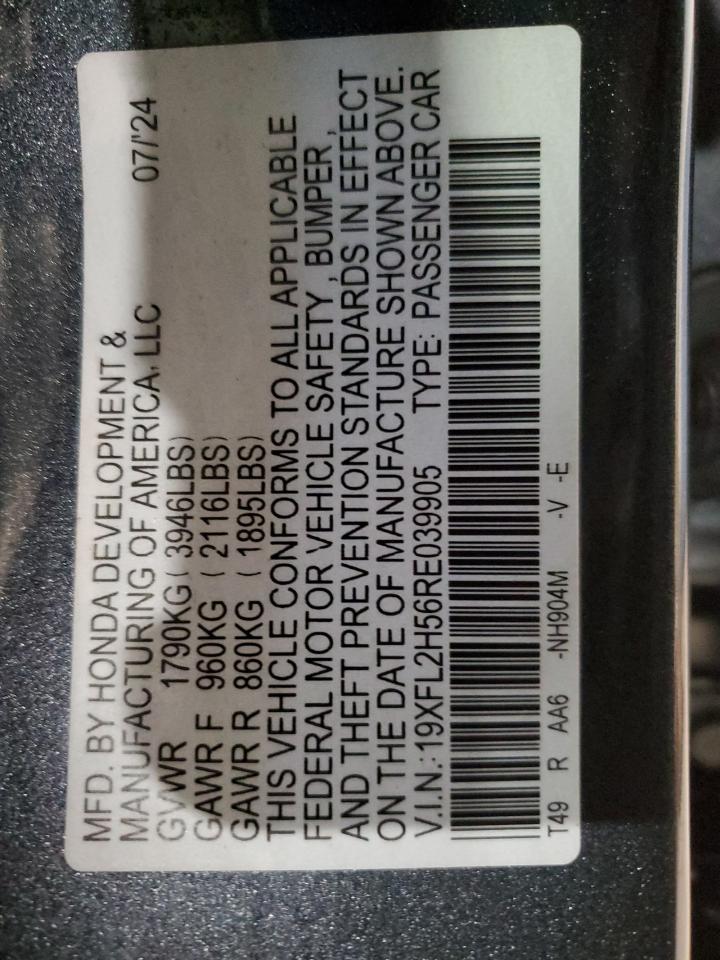 MFD. BY HONDA DEVELOPMENT &
MANUFACTURING OF AMERICA, LLC 07/'24
GVWR 1790KG ( 3946LBS)
GAWR F 960KG ( 2116LBS)
GAWR R 860KG ( 1895LBS)
THIS VEHICLE CONFORMS TO ALL APPLICABLE
FEDERAL MOTOR VEHICLE SAFETY , BUMPER ,
AND THEFT PREVENTION STANDARDS IN EFFECT
ON THE DATE OF MANUFACTURE SHOWN ABOVE.
V.I.N.:19XFL2H56RE039905 TYPE: PASSENGER CAR
T49 R AA6 -NH904M -V -E